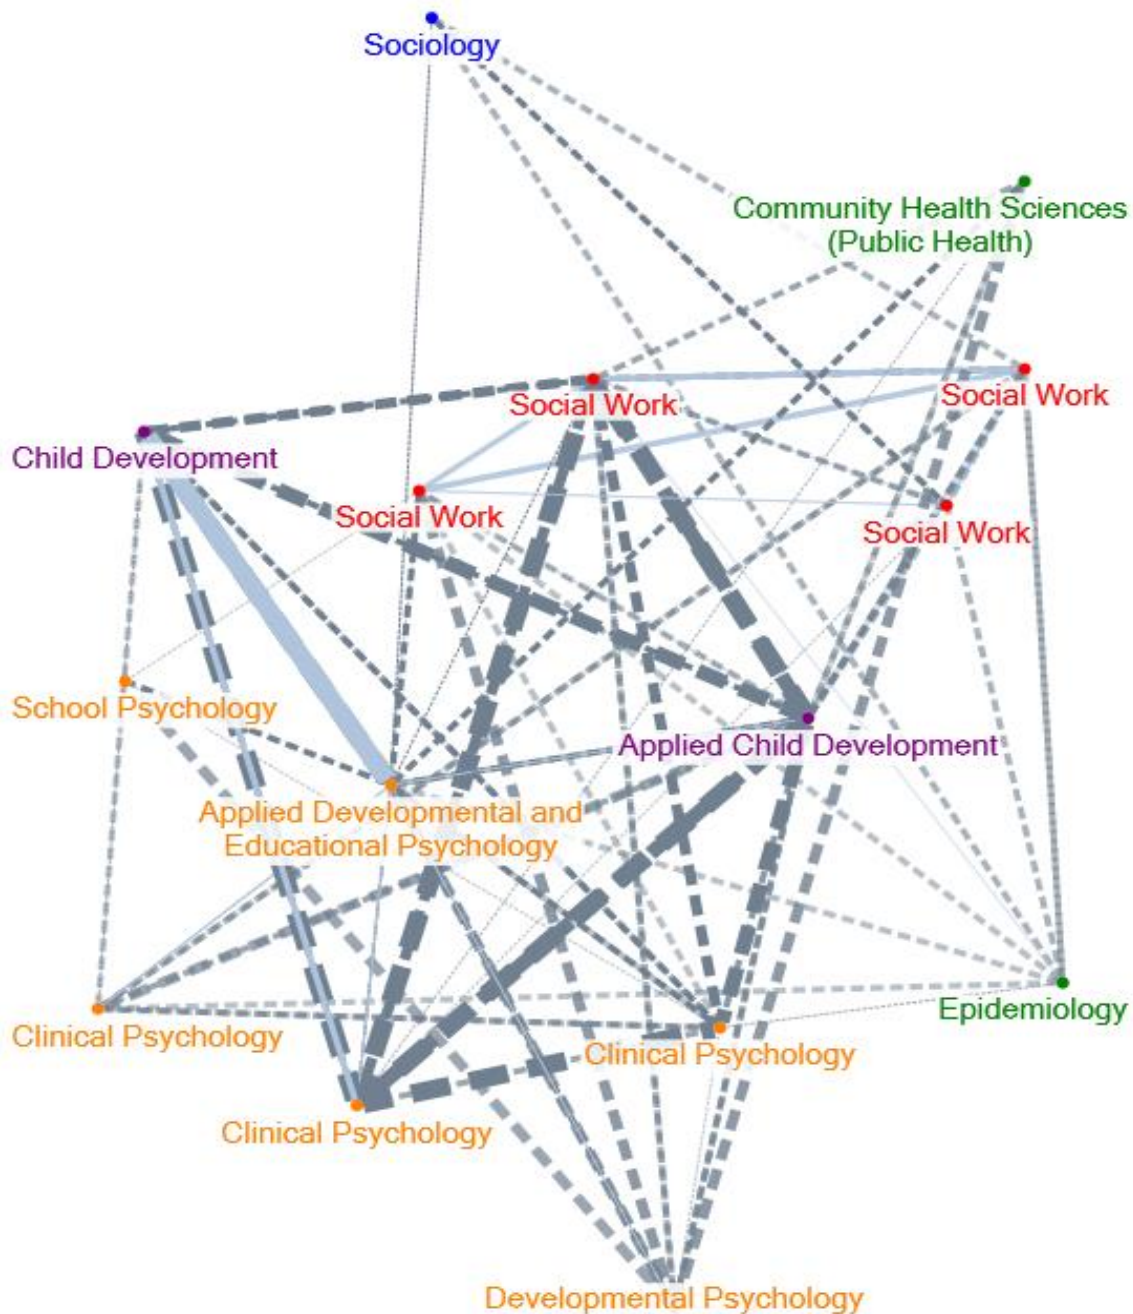 Sociology
Community Health Sciences
(Public Health)
Social Work
Social Work
Child Development
Social Work
Social Work
School Psychology
Applied Child Development
Applied Developmental and
Educational Psychology
Epidemiology
Clinical Psychology
Clinical Psychology
Clinical Psychology
Developmental Psychology